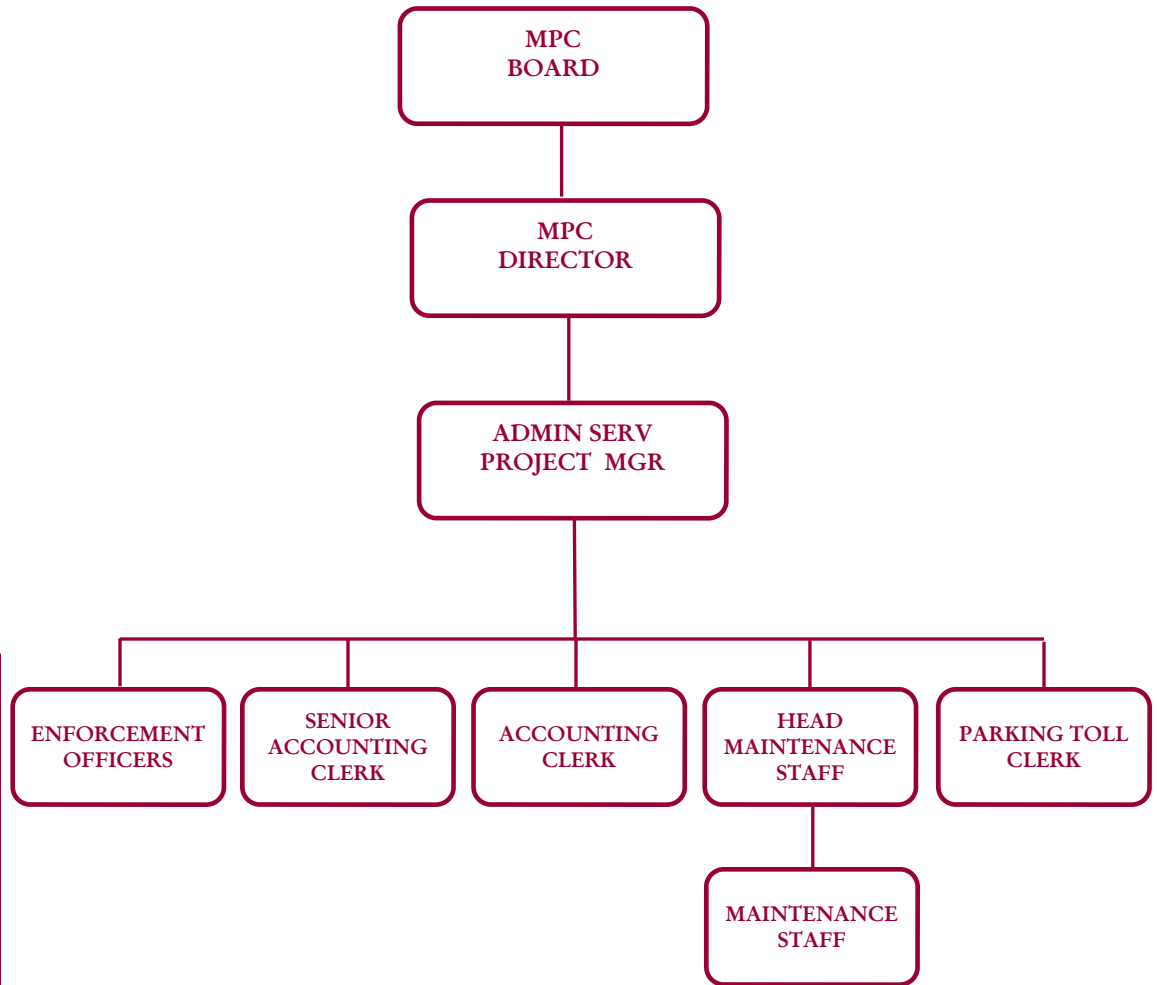 MPC
BOARD
MPC
DIRECTOR
ADMIN SERV
PROJECT MGR
ENFORCEMENT
OFFICERS
SENIOR
ACCOUNTING
CLERK
ACCOUNTING
CLERK
HEAD
MAINTENANCE
STAFF
PARKING TOLL
CLERK
MAINTENANCE
STAFF